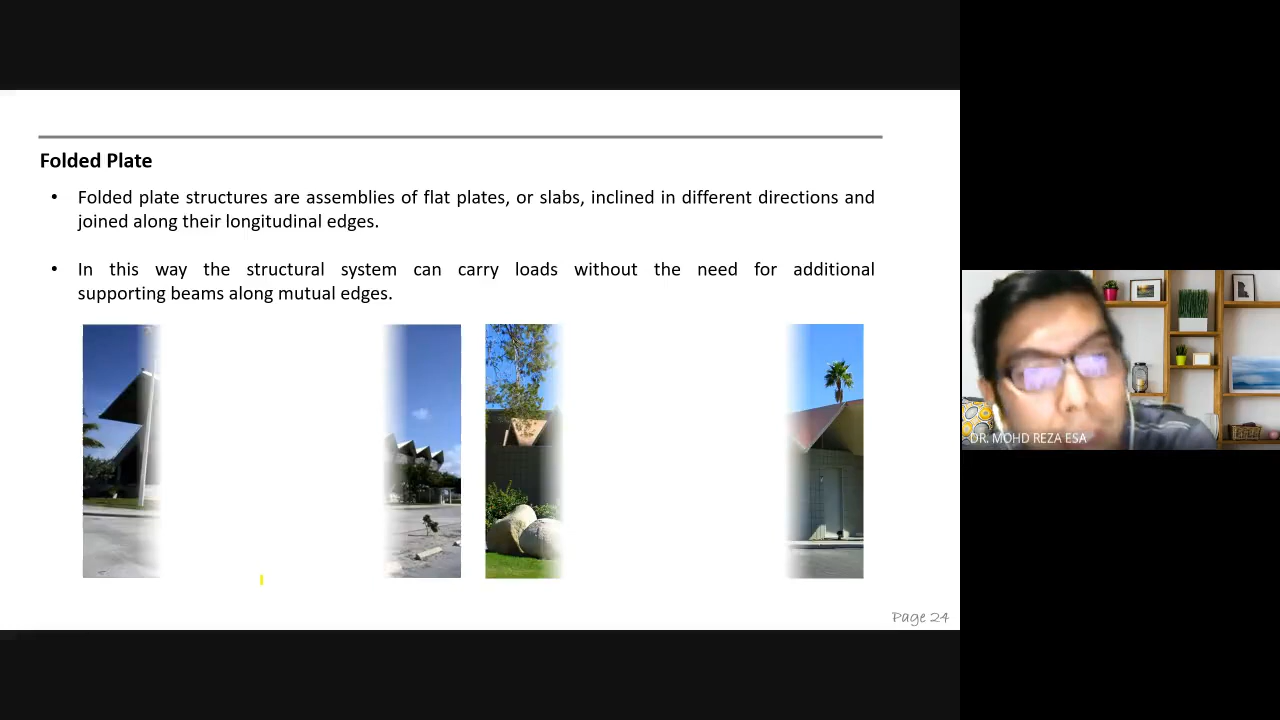 Folded Plate
• Folded plate structures are assemblies of flat plates, or slabs, inclined in different directions and
joined along their longitudinal edges.
• In this way the structural system can carry loads without the need for additional
supporting beams along mutual edges.
Page 24
DR. MOHD REZA ESA